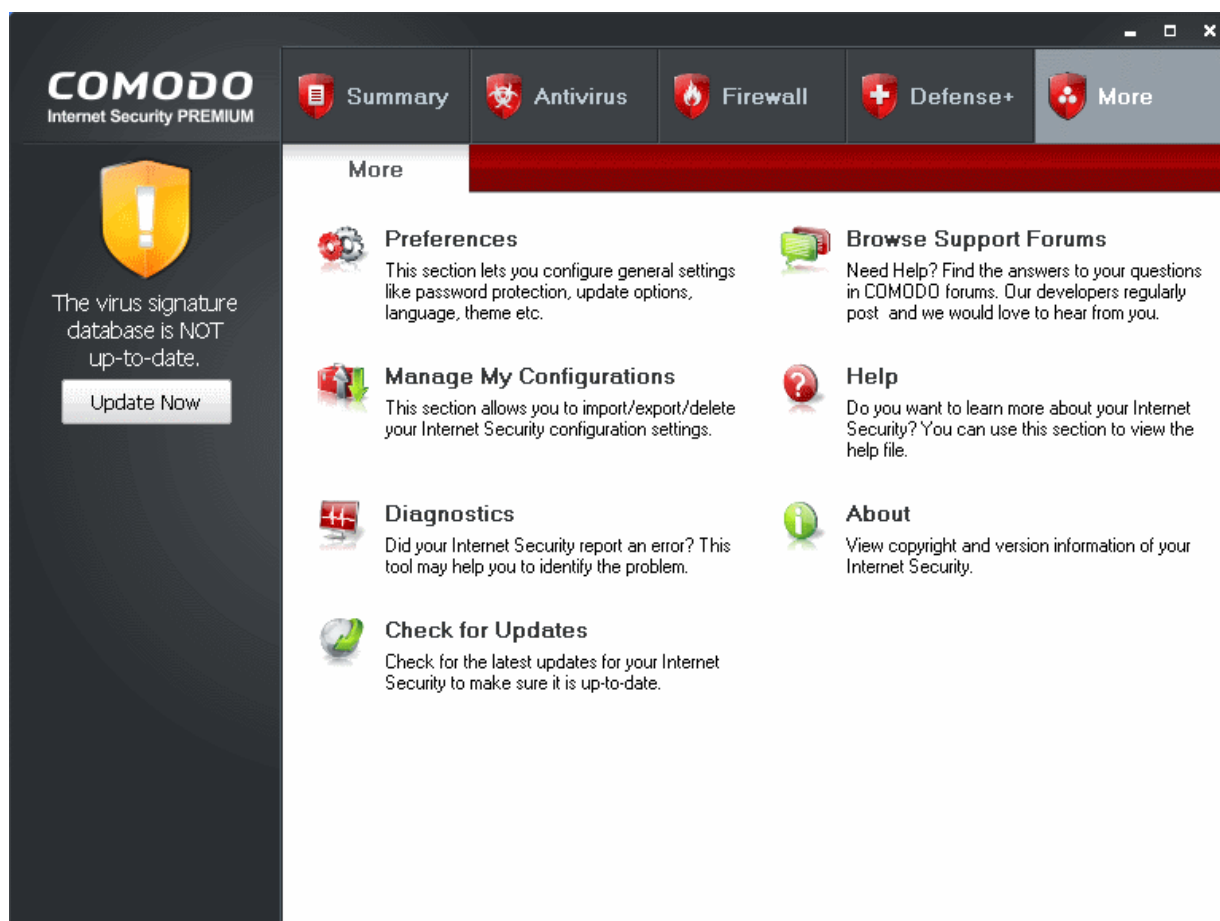 COMODO
Internet Security PREMIUM
Summary
Antivirus
Firewall
Defense+
More
The virus signature
database is NOT
up-to-date.
Update Now
More
Preferences
This section lets you configure general settings
like password protection, update options,
language, theme etc.
Manage My Configurations
This section allows you to import/export/delete
your Internet Security configuration settings.
Diagnostics
Did your Internet Security report an error? This
tool may help you to identify the problem.
Check for Updates
Check for the latest updates for your Internet
Security to make sure it is up-to-date.
Browse Support Forums
Need Help? Find the answers to your questions
in COMODO forums. Our developers regularly
post  and we would love to hear from you.
Help
Do you want to learn more about your Internet
Security? You can use this section to view the
help file.
About
View copyright and version information of your
Internet Security.